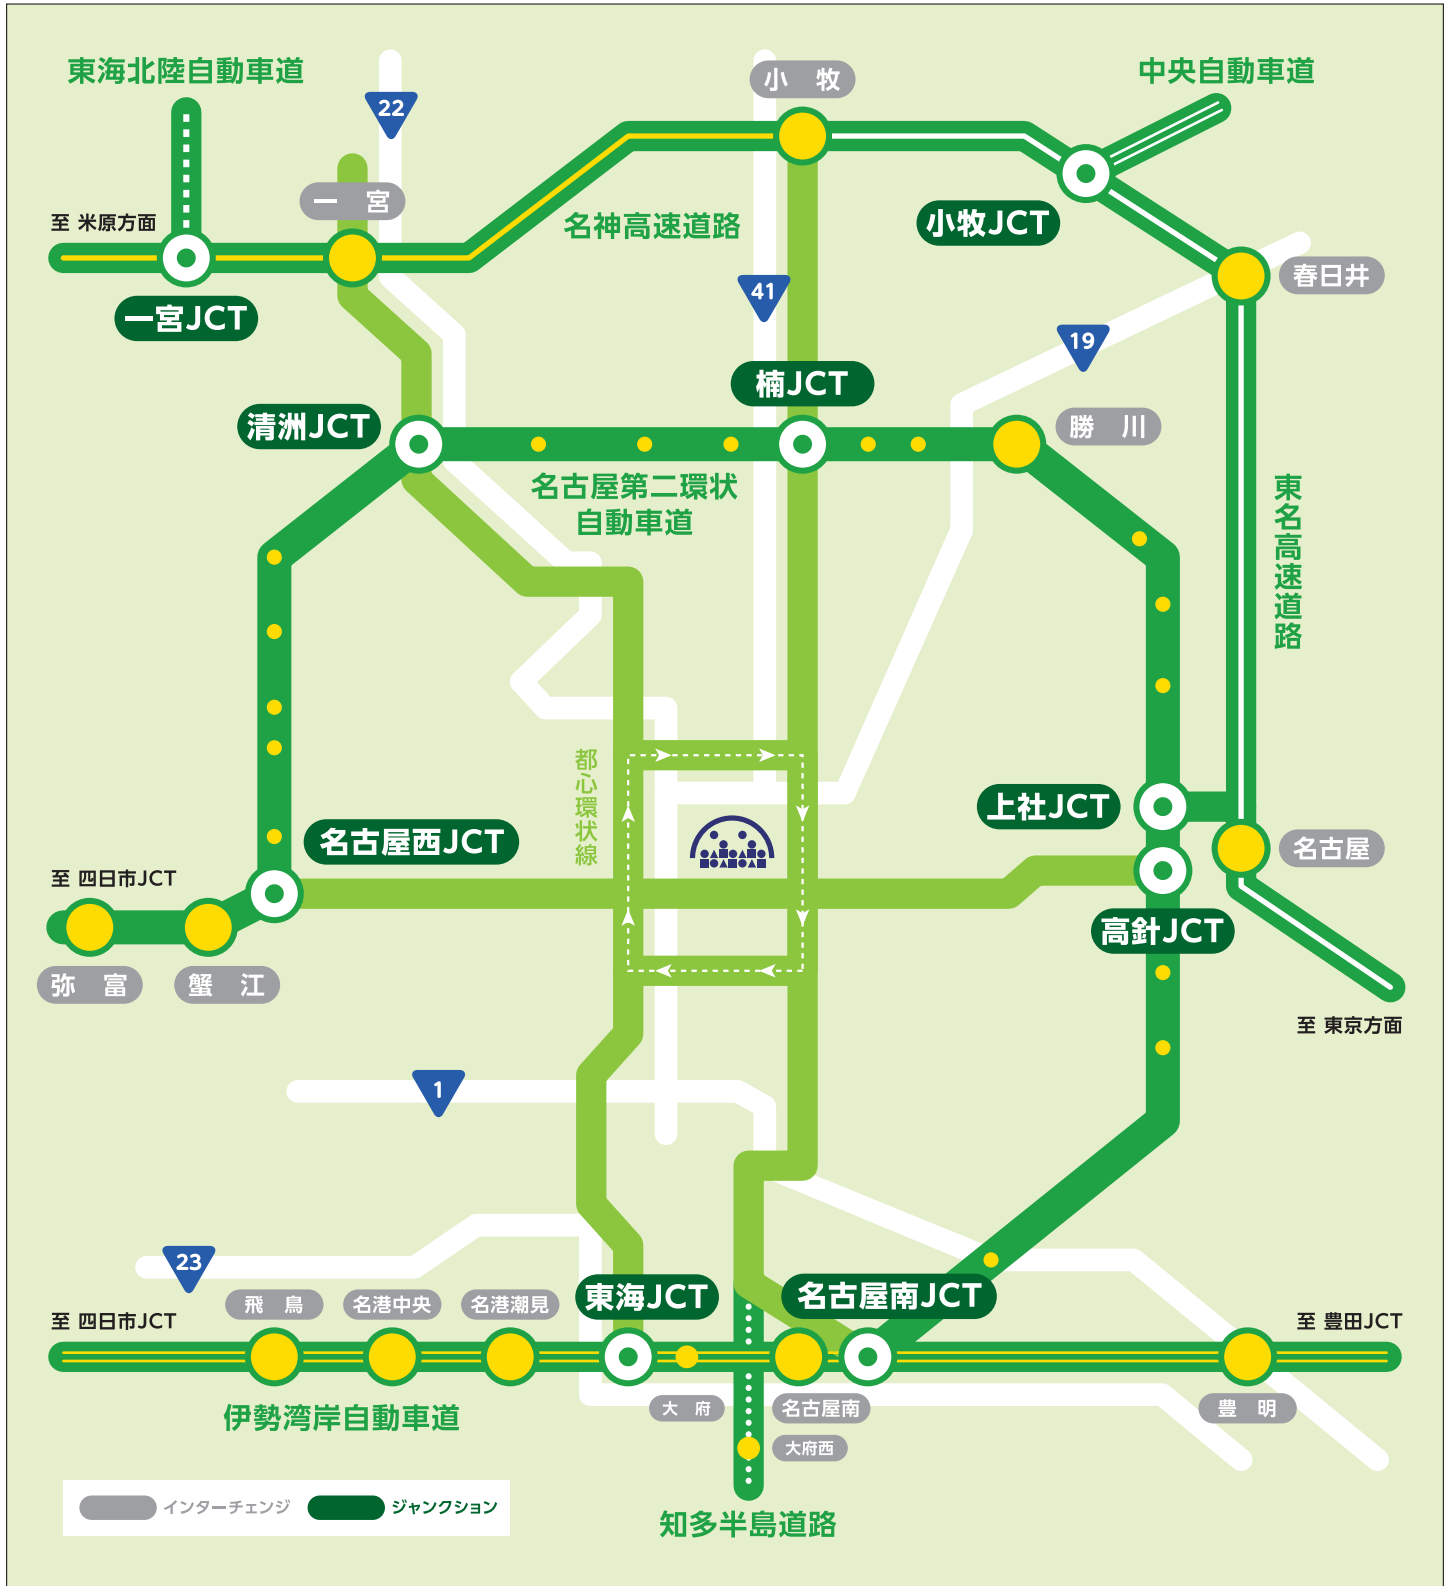 東海北陸自動車道
22
小　牧
中央自動車道
一　宮
至 米原方面
名神高速道路
小牧JCT
春日井
一宮JCT
41
19
楠JCT
清洲JCT
勝　川
名古屋第二環状
自動車道
東名高速道路
都心環状線
上社JCT
名古屋西JCT
名古屋
至 四日市JCT
高針JCT
弥　富
蟹　江
至 東京方面
1
23
東海JCT
名古屋南JCT
飛　鳥
名港中央
名港潮見
至 四日市JCT
至 豊田JCT
大　府
名古屋南
豊　明
伊勢湾岸自動車道
大府西
インターチェンジ
ジャンクション
知多半島道路